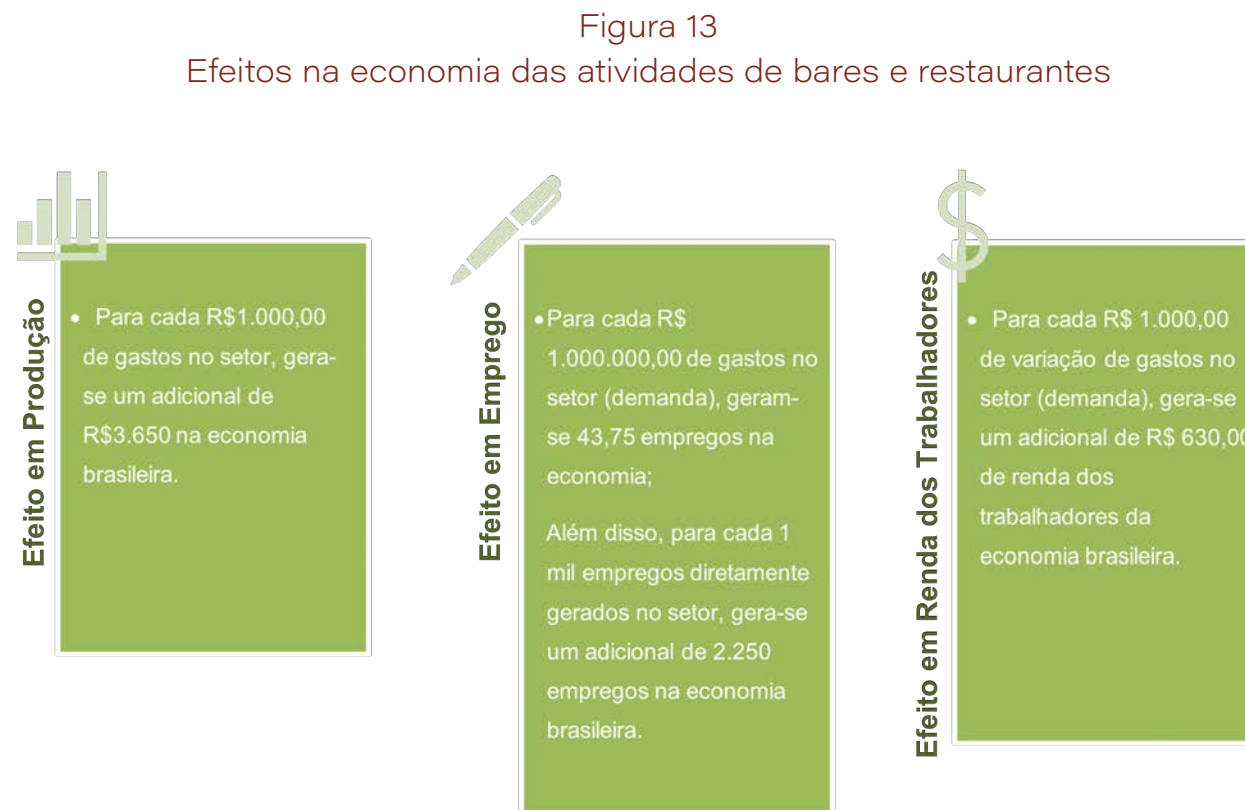 Figura 13
Efeitos na economia das atividades de bares e restaurantes
Efeito em Produção
• Para cada R$1.000,00
de gastos no setor, gera-
se um adicional de
R$3.650 na economia
brasileira.
Efeito em Emprego
• Para cada R$
1.000.000,00 de gastos no
setor (demanda), geram-
se 43,75 empregos na
economia;
Além disso, para cada 1
mil empregos diretamente
gerados no setor, gera-se
um adicional de 2.250
empregos na economia
brasileira.
Efeito em Renda dos Trabalhadores
• Para cada R$ 1.000,00
de variação de gastos no
setor (demanda), gera-se
um adicional de R$ 630,00
de renda dos
trabalhadores da
economia brasileira.